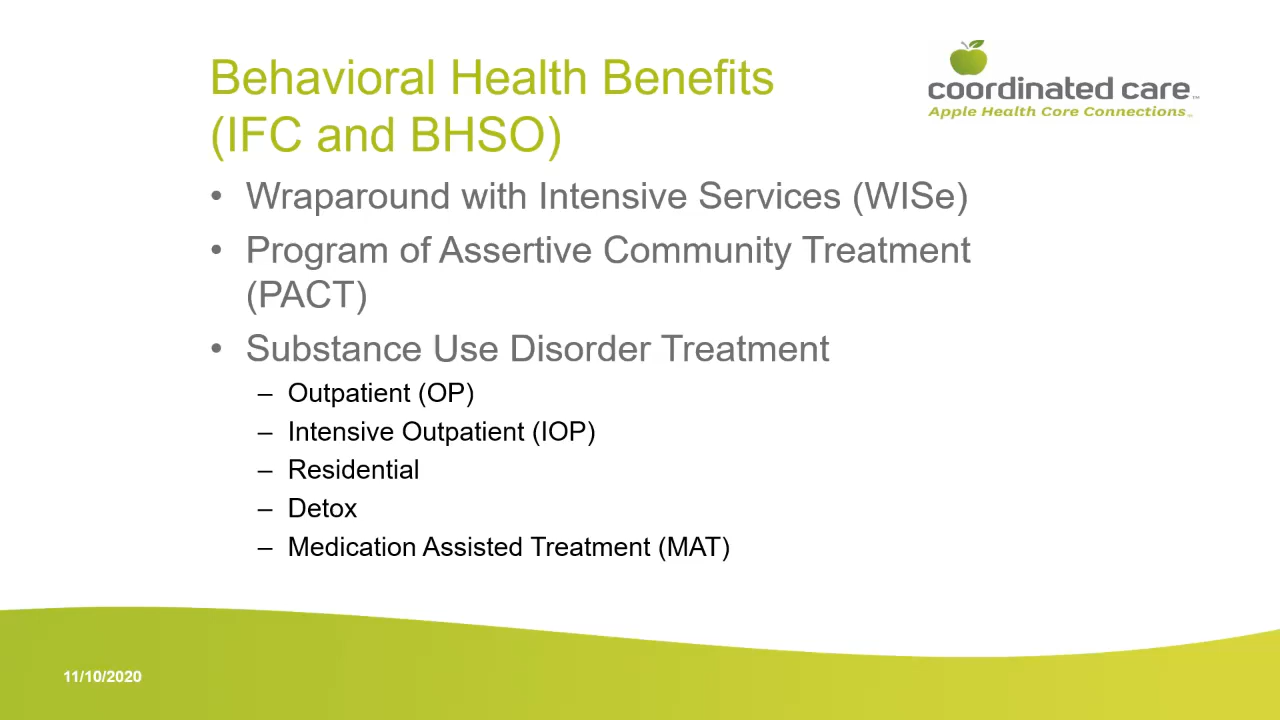 Behavioral Health Benefits
(IFC and BHSO)
coordinated care™
Apple Health Core Connections™
• Wraparound with Intensive Services (WISe)
• Program of Assertive Community Treatment
(PACT)
• Substance Use Disorder Treatment
– Outpatient (OP)
– Intensive Outpatient (IOP)
– Residential
– Detox
– Medication Assisted Treatment (MAT)
11/10/2020